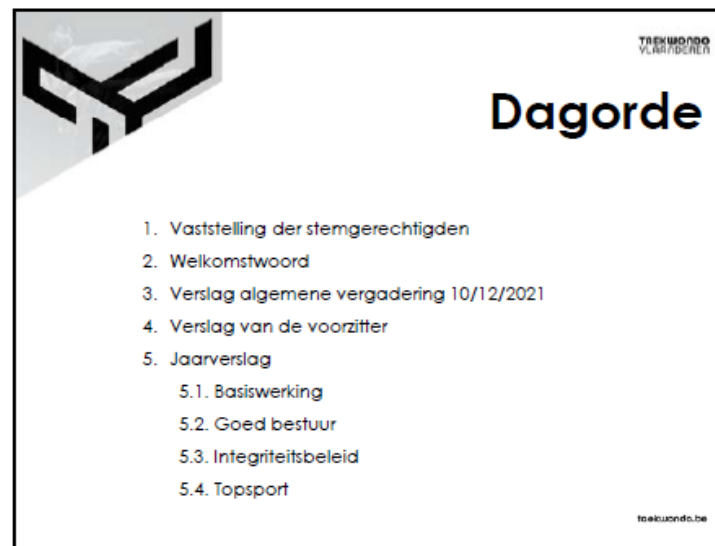 TAEKWONDO
VLAANDEREN
Dagorde
1. Vaststelling der stemgerechtigden
2. Welkomstwoord
3. Verslag algemene vergadering 10/12/2021
4. Verslag van de voorzitter
5. Jaarverslag
5.1. Basiswerking
5.2. Goed bestuur
5.3. Integriteitsbeleid
5.4. Topsport
taekwondo.be